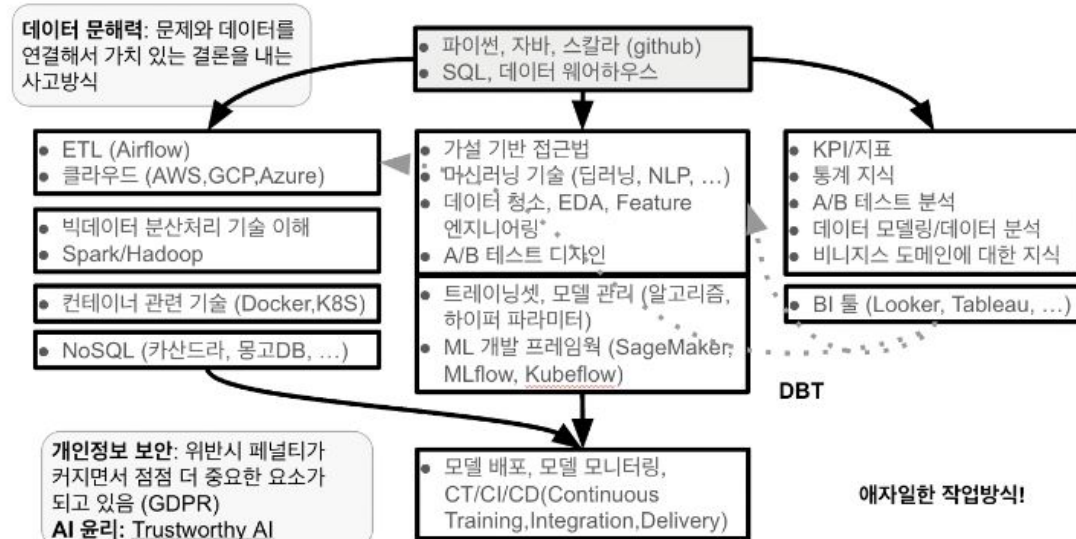 데이터 문해력: 문제와 데이터를
연결해서 가치 있는 결론을 내는
사고방식
파이썬, 자바, 스칼라 (github)
SQL, 데이터 웨어하우스
ETL (Airflow)
클라우드 (AWS,GCP,Azure)
빅데이터 분산처리 기술 이해
Spark/Hadoop
컨테이너 관련 기술 (Docker,K8S)
NoSQL (카산드라, 몽고DB, ...)
가설 기반 접근법
머신러닝 기술 (딥러닝, NLP, ...)
데이터 청소, EDA, Feature
엔지니어링
A/B 테스트 디자인
트레이닝셋, 모델 관리 (알고리즘,
하이퍼 파라미터)
ML 개발 프레임웍 (SageMaker,
MLflow, Kubeflow)
KPI/지표
통계 지식
A/B 테스트 분석
데이터 모델링/데이터 분석
비니지스 도메인에 대한 지식
BI 툴 (Looker, Tableau, ...)
DBT
개인정보 보안: 위반시 페널티가
커지면서 점점 더 중요한 요소가
되고 있음 (GDPR)
AI 윤리: Trustworthy AI
모델 배포, 모델 모니터링,
CT/CI/CD(Continuous
Training,Integration,Delivery)
애자일한 작업방식!